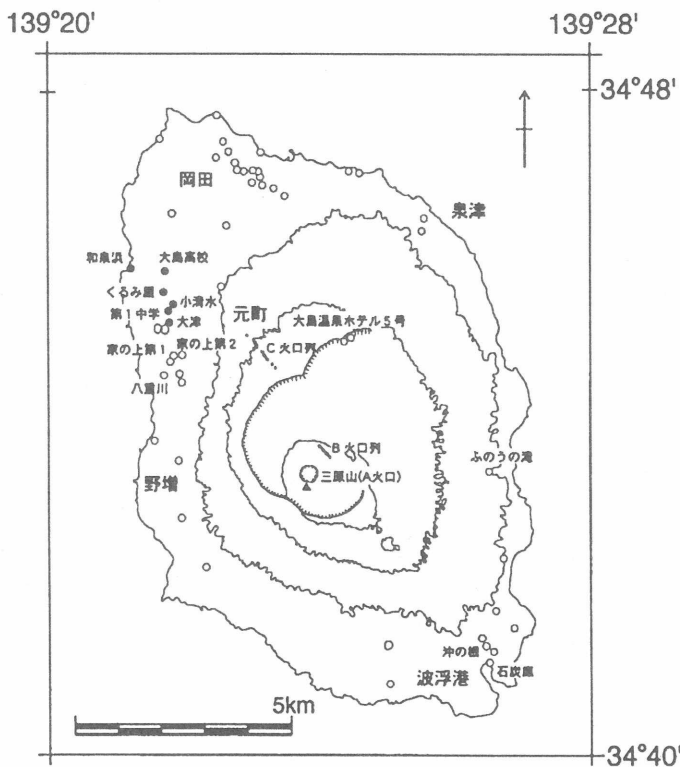 139°20'
139°28'
34°48'
岡田
泉津
和泉浜
大島高校
くるみ園
小清水
第1中学
大津
元町
大島温泉ホテル5号
家の上第1
家の上第2
C火口列
八重川
B火口列
ふのうの滝
三原山(A火口)
野増
沖の根
石炭庫
波浮港
5km
34°40'